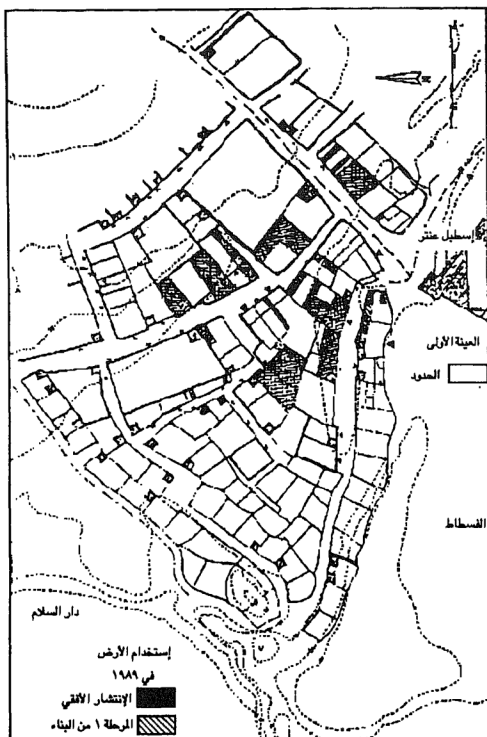 إسطبل عنتر
العينة الأولى
الحدود
الفسطاط
دار السلام
إستخدام الأرض
في ١٩٨٩
الإنتشار الأفقي
المرحلة ١ من البناء